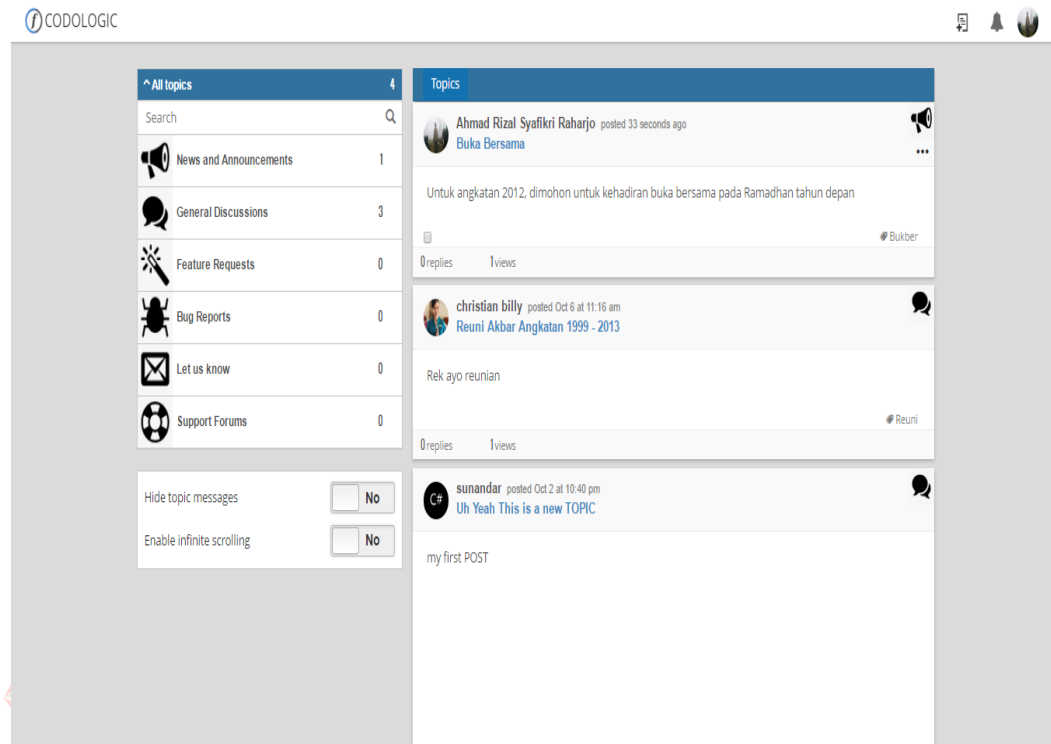 CODOLOGIC
^ All topics 4
Search
News and Announcements 1
General Discussions 3
Feature Requests 0
Bug Reports 0
Let us know 0
Support Forums 0
Hide topic messages No
Enable infinite scrolling No
Topics
Ahmad Rizal Syafikri Raharjo posted 33 seconds ago
Buka Bersama
Untuk angkatan 2012, dimohon untuk kehadiran buka bersama pada Ramadhan tahun depan
Bukber
0 replies 1 views
christian billy posted Oct 6 at 11:16 am
Reuni Akbar Angkatan 1999 - 2013
Rek ayo reunian
Reuni
0 replies 1 views
C#
sunandar posted Oct 2 at 10:40 pm
Uh Yeah This is a new TOPIC
my first POST